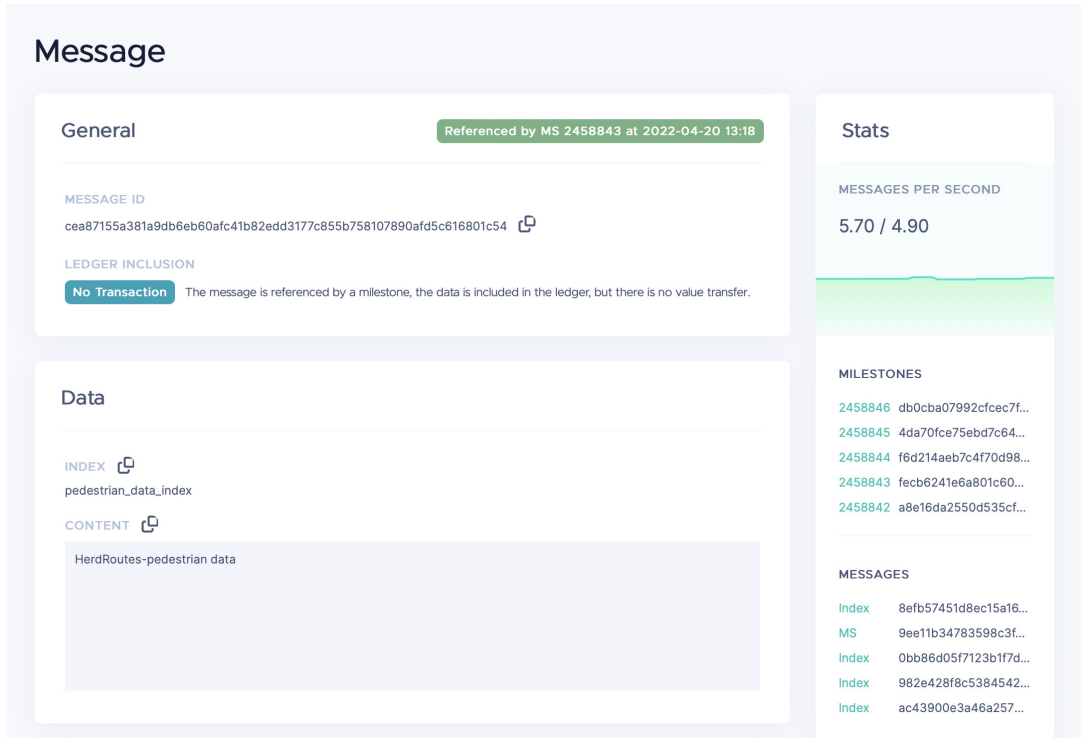 Message
General
Referenced by MS 2458843 at 2022-04-20 13:18
MESSAGE ID
cea87155a381a9db6eb60afc41b82edd3177c855b758107890afd5c616801c54
LEDGER INCLUSION
No Transaction The message is referenced by a milestone, the data is included in the ledger, but there is no value transfer.
Data
INDEX
pedestrian_data_index
CONTENT
HerdRoutes-pedestrian data
Stats
MESSAGES PER SECOND
5.70 / 4.90
MILESTONES
2458846 db0cba07992cfcec7f...
2458845 4da70fce75ebd7c64...
2458844 f6d214aeb7c4f70d98...
2458843 fecb6241e6a801c60...
2458842 a8e16da2550d535cf...
MESSAGES
Index 8efb57451d8ec15a16...
MS 9ee11b34783598c3f...
Index 0bb86d05f7123b1f7d...
Index 982e428f8c5384542...
Index ac43900e3a46a257...